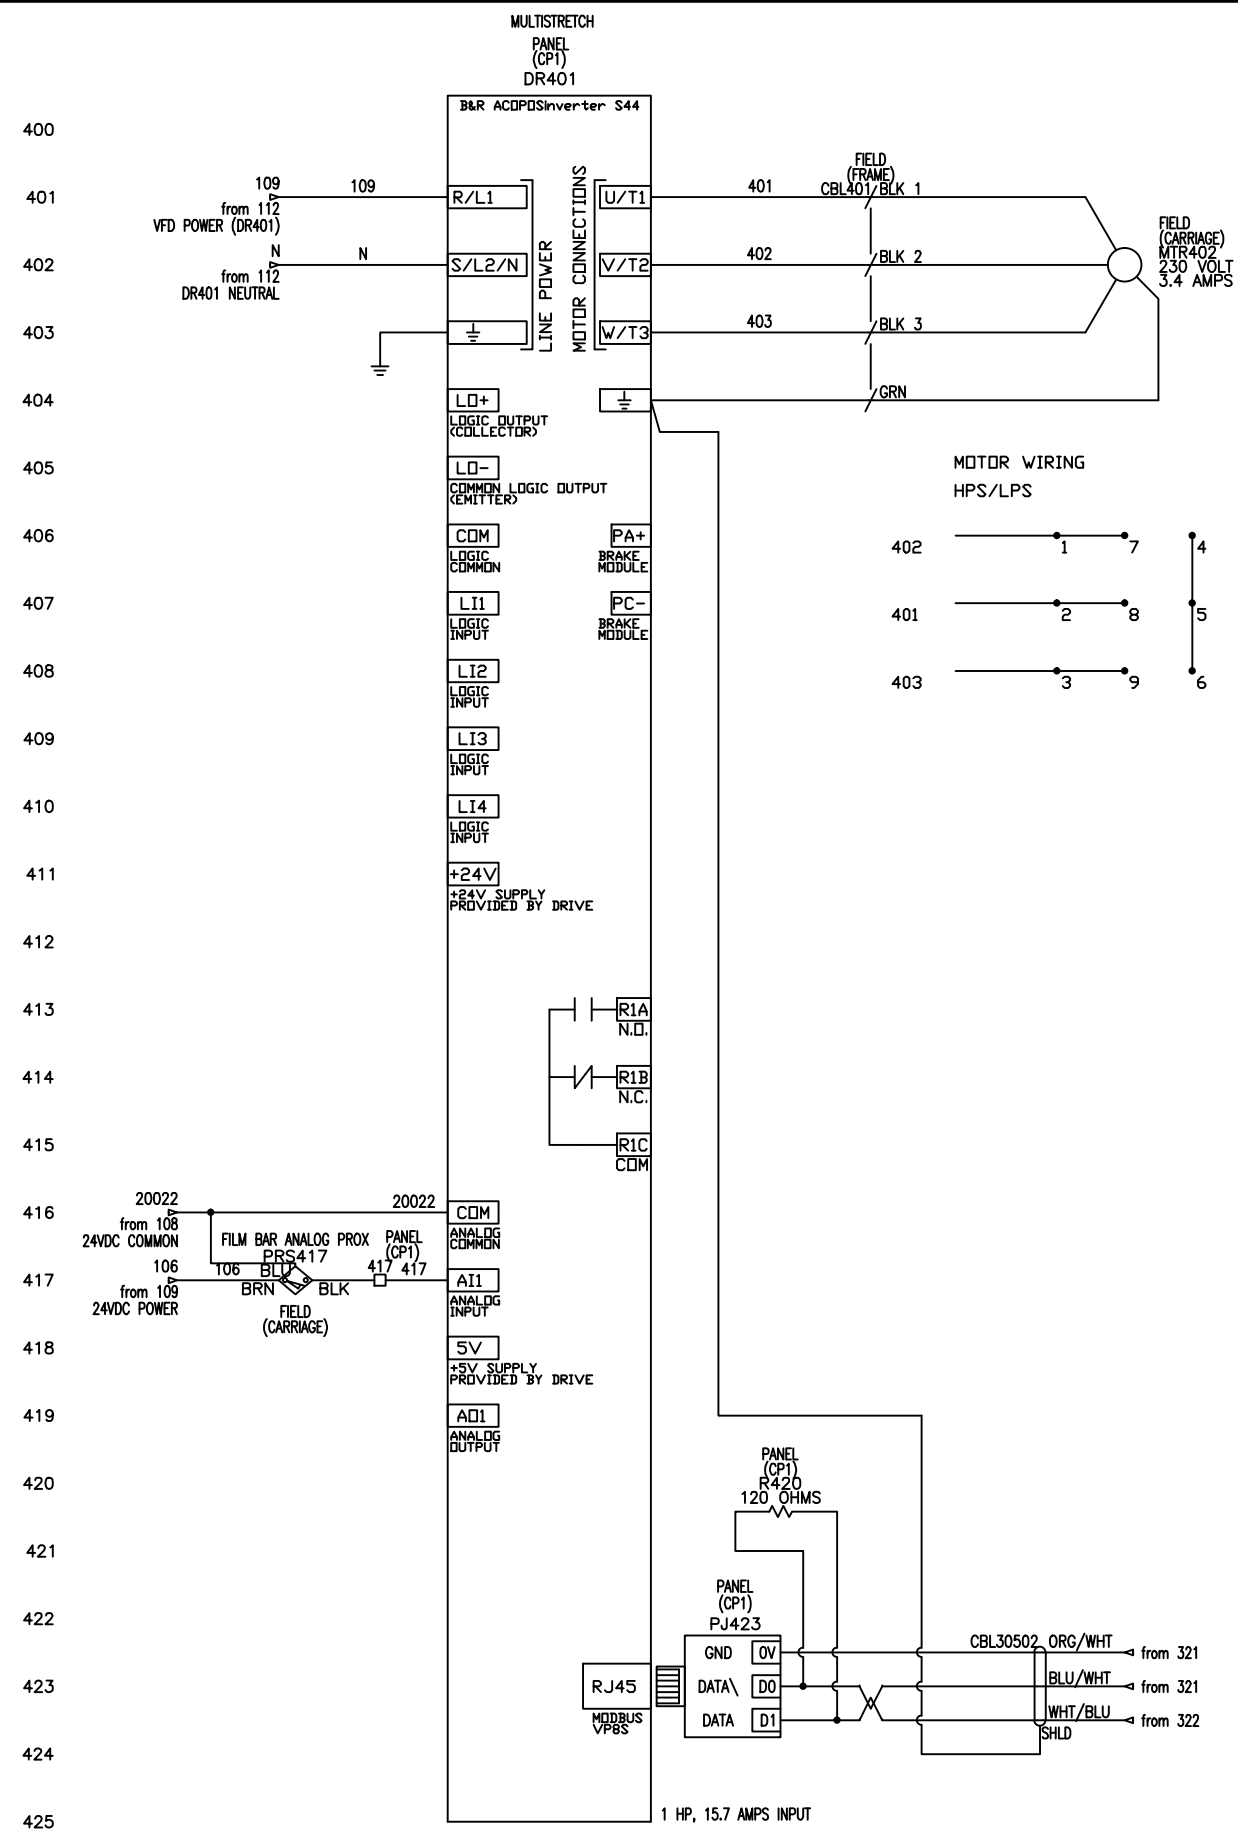 MULTISTRETCH
PANEL
(CP1)
DR401
B&R ACOPOSInverter S44
400
401
109
109
from 112
VFD POWER (DR401)
R/L1
U/T1
401
FIELD
(FRAME)
CBL401
BLK 1
402
N
N
from 112
DR401 NEUTRAL
S/L2/N
LINE POWER
MOTOR CONNECTIONS
V/T2
402
BLK 2
FIELD
(CARRIAGE)
MTR402
230 VOLT
3.4 AMPS
403
W/T3
403
BLK 3
404
LO+
LOGIC OUTPUT
(COLLECTOR)
GRN
405
LO-
COMMON LOGIC OUTPUT
(EMITTER)
MOTOR WIRING
HPS/LPS
406
COM
LOGIC
COMMON
PA+
BRAKE
MODULE
402
1
7
4
407
LI1
LOGIC
INPUT
PC-
BRAKE
MODULE
401
2
8
5
408
LI2
LOGIC
INPUT
403
3
9
6
409
LI3
LOGIC
INPUT
410
LI4
LOGIC
INPUT
411
+24V
+24V SUPPLY
PROVIDED BY DRIVE
412
413
R1A
N.O.
414
R1B
N.C.
415
R1C
COM
416
20022
from 108
24VDC COMMON
20022
COM
ANALOG
COMMON
FILM BAR ANALOG PROX
PRS417
PANEL
(CP1)
417
106
from 109
24VDC POWER
106
BLU
BRN
BLK
417
417
FIELD
(CARRIAGE)
AI1
ANALOG
INPUT
418
5V
+5V SUPPLY
PROVIDED BY DRIVE
419
AO1
ANALOG
OUTPUT
420
PANEL
(CP1)
R420
120 OHMS
421
422
PANEL
(CP1)
PJ423
GND
0V
CBL30502
ORG/WHT
from 321
423
RJ45
MODBUS
VP8S
DATA\
D0
BLU/WHT
from 321
DATA
D1
WHT/BLU
from 322
SHLD
424
425
1 HP, 15.7 AMPS INPUT